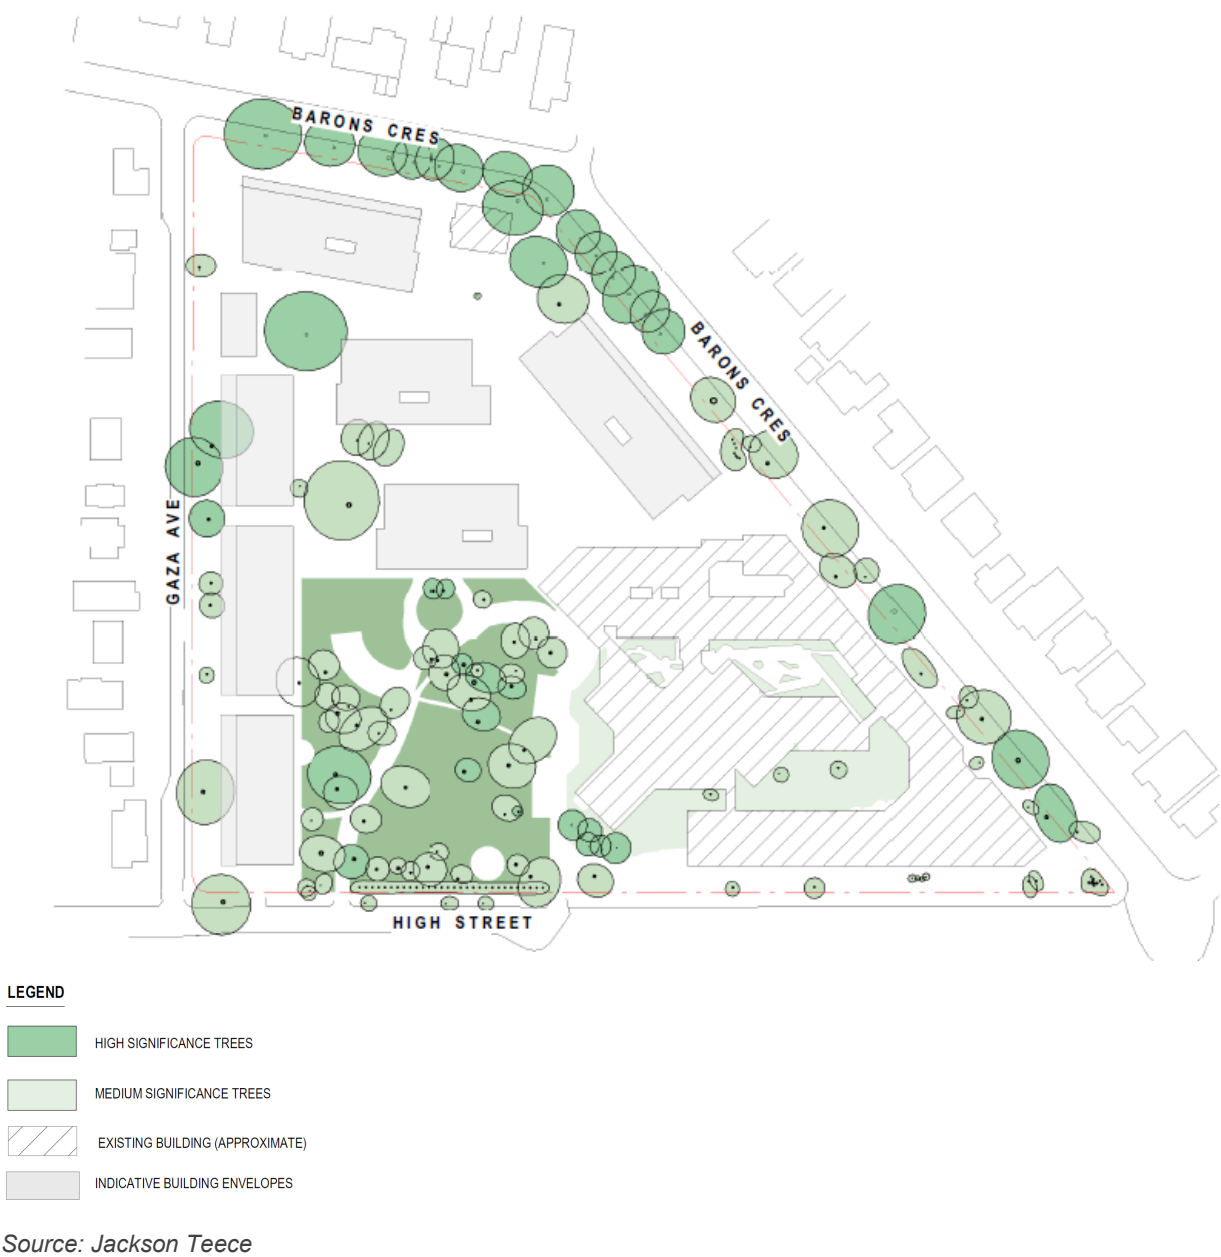 BARONS CRES
BARONS CRES
GAZA AVE
HIGH STREET
LEGEND
HIGH SIGNIFICANCE TREES
MEDIUM SIGNIFICANCE TREES
EXISTING BUILDING (APPROXIMATE)
INDICATIVE BUILDING ENVELOPES
Source: Jackson Teece